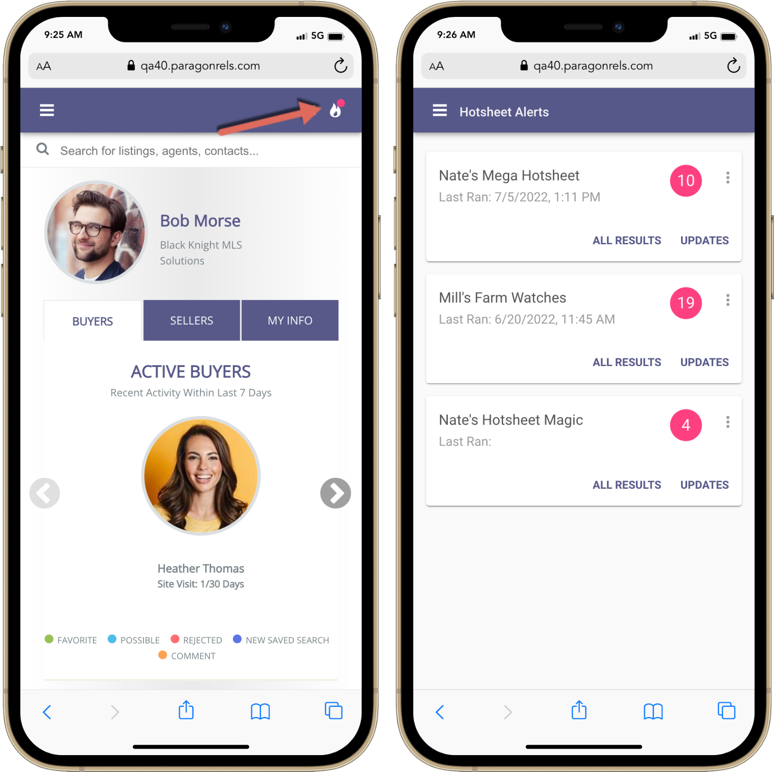 9:25 AM
5G
AA
qa40.paragonrels.com
Search for listings, agents, contacts...
Bob Morse
Black Knight MLS
Solutions
BUYERS
SELLERS
MY INFO
ACTIVE BUYERS
Recent Activity Within Last 7 Days
Heather Thomas
Site Visit: 1/30 Days
FAVORITE
POSSIBLE
REJECTED
NEW SAVED SEARCH
COMMENT
9:26 AM
5G
AA
qa40.paragonrels.com
Hotsheet Alerts
Nate's Mega Hotsheet
10
Last Ran: 7/5/2022, 1:11 PM
ALL RESULTS
UPDATES
Mill's Farm Watches
19
Last Ran: 6/20/2022, 11:45 AM
ALL RESULTS
UPDATES
Nate's Hotsheet Magic
4
Last Ran:
ALL RESULTS
UPDATES